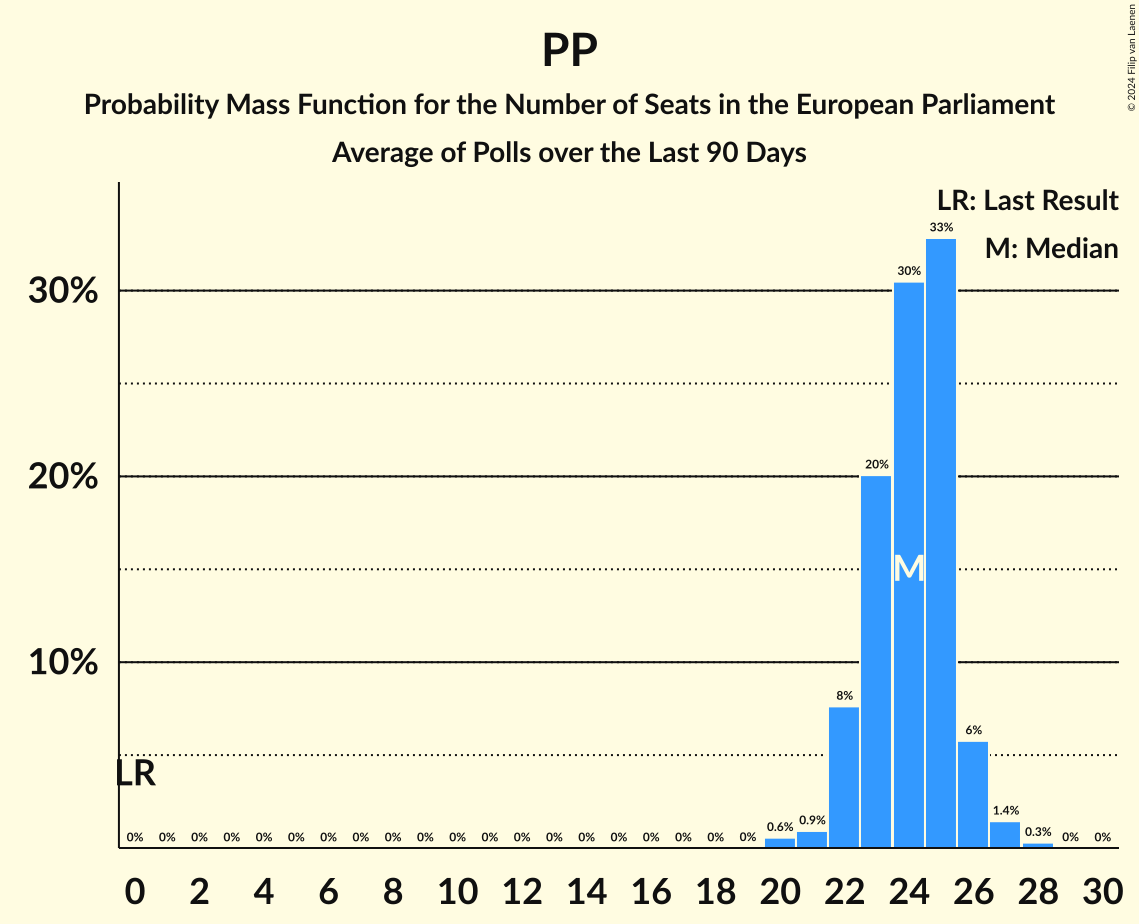 PP
Probability Mass Function for the Number of Seats in the European Parliament
Average of Polls over the Last 90 Days
© 2024 Filip van Laenen
LR: Last Result
M: Median
30%
20%
10%
LR
M
0% 0% 0% 0% 0% 0% 0% 0% 0% 0% 0% 0% 0% 0% 0% 0% 0% 0% 0% 0% 0.6% 0.9% 8% 20% 30% 33% 6% 1.4% 0.3% 0% 0%
0 2 4 6 8 10 12 14 16 18 20 22 24 26 28 30